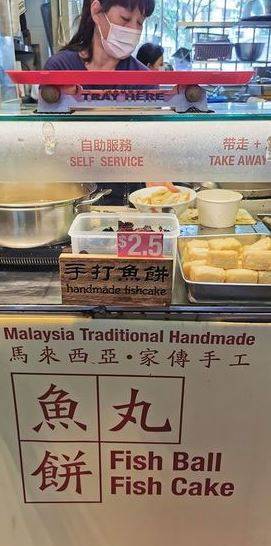 TRAY HERE
自助服務
SELF SERVICE
带走 +
TAKE AWAY
$2.5
手打魚餅
handmade fishcake
Malaysia Traditional Handmade
馬來西亞·家傳手工
魚丸
餅
Fish Ball
Fish Cake